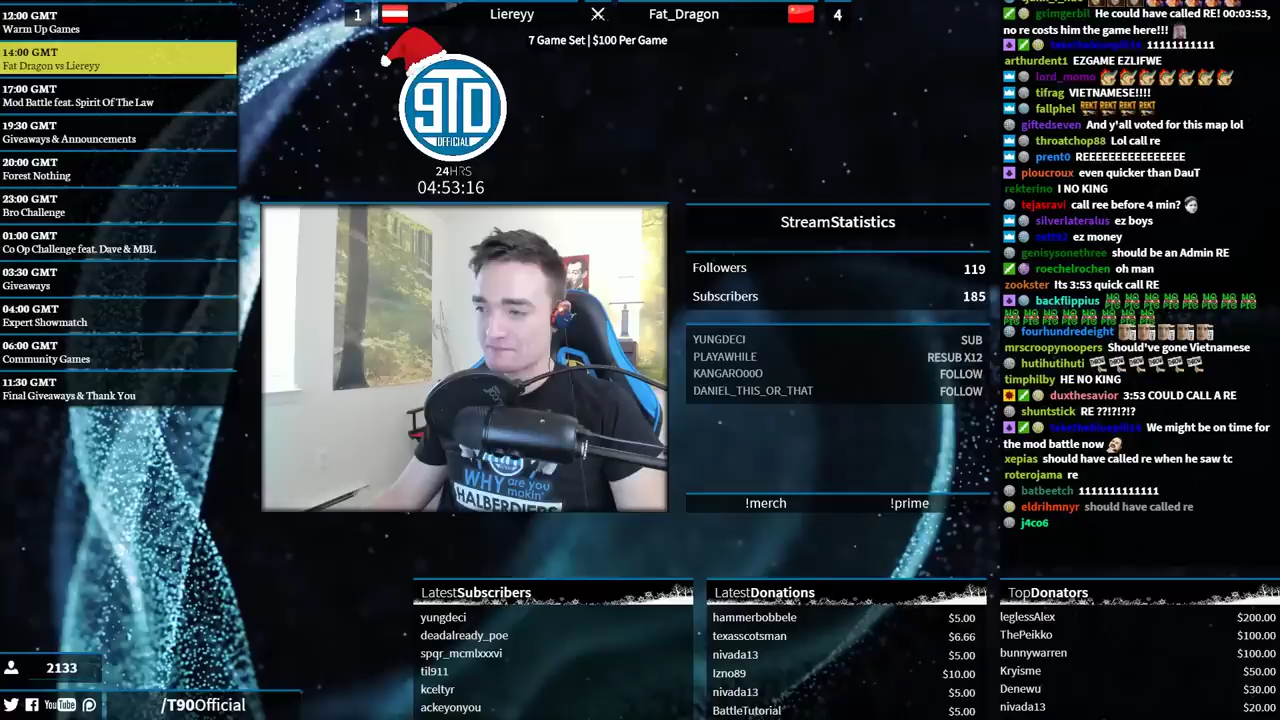 12:00 GMT
Warm Up Games
14:00 GMT
Fat Dragon vs Liereyy
17:00 GMT
Mod Battle feat. Spirit Of The Law
19:30 GMT
Giveaways & Announcements
20:00 GMT
Forest Nothing
23:00 GMT
Bro Challenge
01:00 GMT
Co Op Challenge feat. Dave & MBL
03:30 GMT
Giveaways
04:00 GMT
Expert Showmatch
06:00 GMT
Community Games
11:30 GMT
Final Giveaways & Thank You
2133
/T90Official
You Tube
1 Liereyy Fat_Dragon 4
7 Game Set | $100 Per Game
9TD
OFFICIAL
24HRS
04:53:16
WHY are you
makin'
HALBERDIERS
StreamStatistics
Followers 119
Subscribers 185
YUNGDECI SUB
PLAYAWHILE RESUB X12
KANGARO00O FOLLOW
DANIEL_THIS_OR_THAT FOLLOW
!merch !prime
LatestSubscribers
yungdeci
deadalready_poe
spqr_mcmlxxxvi
til911
kceltyr
ackeyonyou
LatestDonations
hammerbobbele $5.00
texasscotsman $6.66
nivada13 $5.00
Izno89 $10.00
nivada13 $5.00
BattleTutorial $5.00
TopDonators
leglessAlex $200.00
ThePeikko $100.00
bunnywarren $100.00
Kryisme $50.00
Denewu $30.00
nivada13 $20.00
grimgerbil He could have called RE! 00:03:53,
no re costs him the game here!!!
11111111111
arthurdent1 EZGAME EZLIFWE
lord_momo
tifrag VIETNAMESE!!!!
fallphel REKT REKT REKT REKT
giftedseven And y'all voted for this map lol
throatchop88 Lol call re
prent0 REEEEEEEEEEEEEEEE
ploucroux even quicker than DauT
rekterino I NO KING
tejasravi call ree before 4 min?
silverlateralus ez boys
ez money
genisysonethree should be an Admin RE
roechelrochen oh man
zookster Its 3:53 quick call RE
backflippius
fourhundredeight
mrscroopynoopers Should've gone Vietnamese
hutihutihuti
timphilby HE NO KING
duxthesavior 3:53 COULD CALL A RE
shuntstick RE ??!?!?!?
We might be on time for
the mod battle now
xepias should have called re when he saw tc
roterojama re
batbeetch 1111111111111
eldrihmnyr should have called re
j4co6